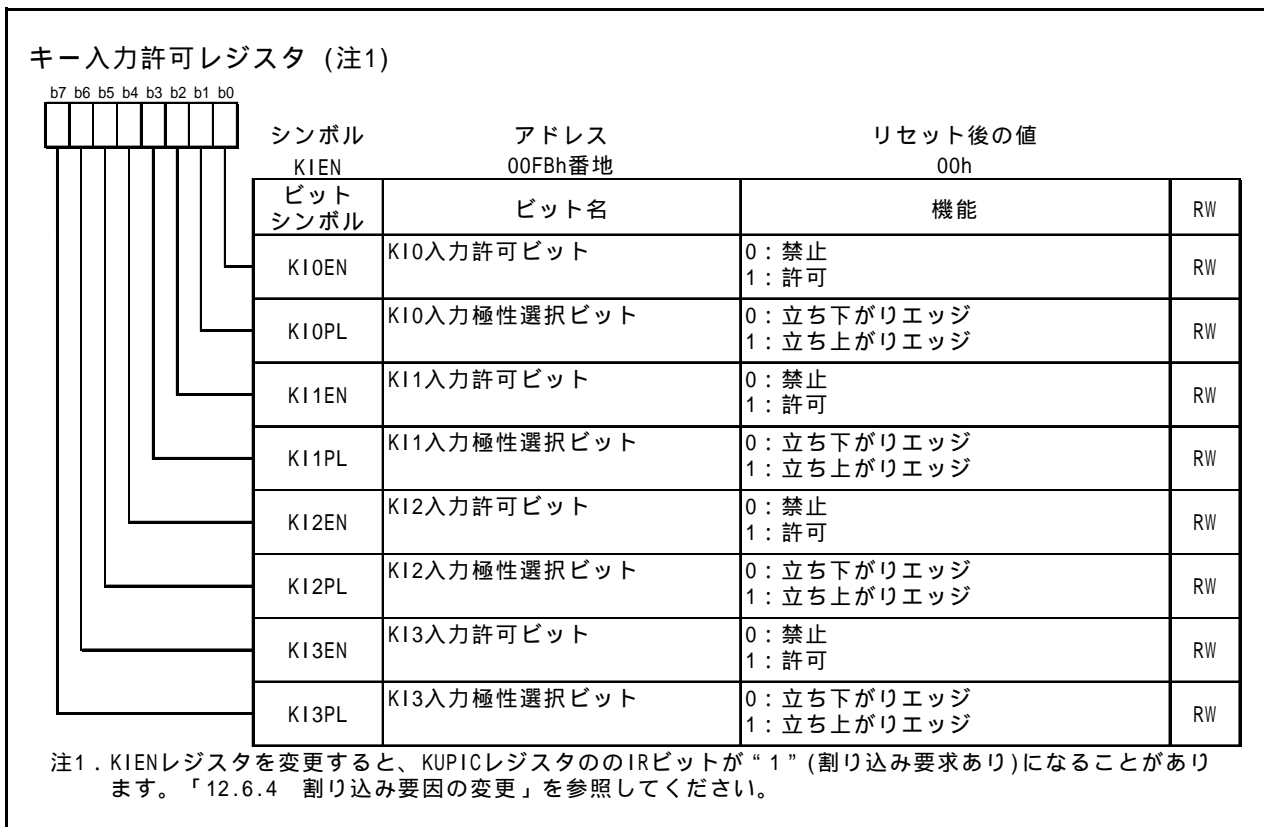 キー入力許可レジスタ (注1)
b7 b6 b5 b4 b3 b2 b1 b0
シンボル アドレス リセット後の値
KIEN 00FBh番地 00h
ビット
シンボル ビット名 機能 RW
KI0EN KI0入力許可ビット 0：禁止
1：許可 RW
KI0PL KI0入力極性選択ビット 0：立ち下がりエッジ
1：立ち上がりエッジ RW
KI1EN KI1入力許可ビット 0：禁止
1：許可 RW
KI1PL KI1入力極性選択ビット 0：立ち下がりエッジ
1：立ち上がりエッジ RW
KI2EN KI2入力許可ビット 0：禁止
1：許可 RW
KI2PL KI2入力極性選択ビット 0：立ち下がりエッジ
1：立ち上がりエッジ RW
KI3EN KI3入力許可ビット 0：禁止
1：許可 RW
KI3PL KI3入力極性選択ビット 0：立ち下がりエッジ
1：立ち上がりエッジ RW
注1．KIENレジスタを変更すると、KUPICレジスタののIRビットが“1”(割り込み要求あり)になることがあり
ます。「12.6.4 割り込み要因の変更」を参照してください。